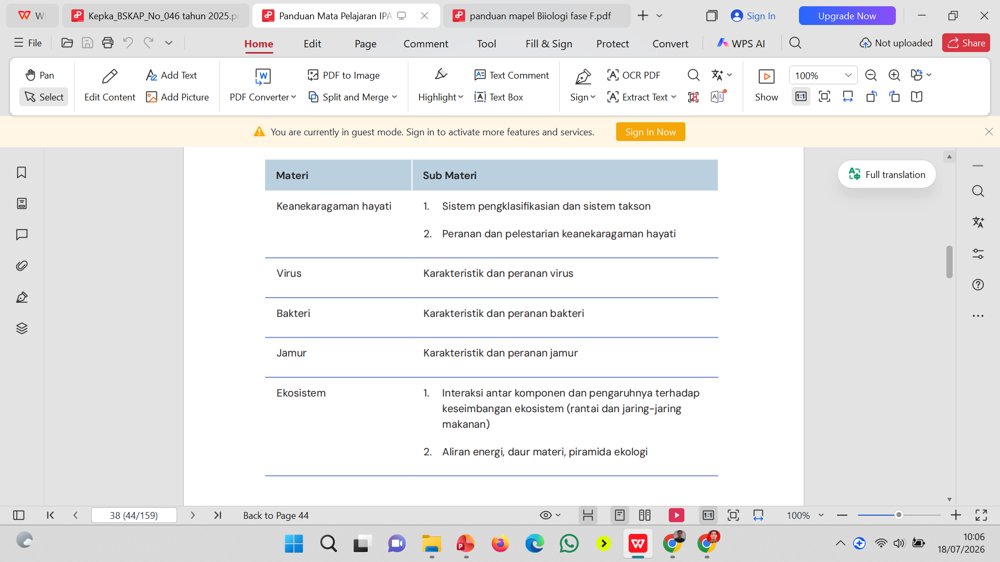 Kepka_BSKAP_No_046 tahun 2025.p
Panduan Mata Pelajaran IPA
panduan mapel Biiologi fase F.pdf
Sign In
Upgrade Now
File
Home
Edit
Page
Comment
Tool
Fill & Sign
Protect
Convert
WPS AI
Not uploaded
Share
Pan
Select
Edit Content
Add Text
Add Picture
PDF Converter
PDF to Image
Split and Merge
Highlight
Text Comment
Text Box
Sign
OCR PDF
Extract Text
Show
100%
You are currently in guest mode. Sign in to activate more features and services.
Sign In Now
Full translation
Materi Sub Materi
Keanekaragaman hayati 1. Sistem pengklasifikasian dan sistem takson
2. Peranan dan pelestarian keanekaragaman hayati
Virus Karakteristik dan peranan virus
Bakteri Karakteristik dan peranan bakteri
Jamur Karakteristik dan peranan jamur
Ekosistem 1. Interaksi antar komponen dan pengaruhnya terhadap
keseimbangan ekosistem (rantai dan jaring-jaring
makanan)
2. Aliran energi, daur materi, piramida ekologi
38 (44/159)
Back to Page 44
100%
10:06
18/07/2026